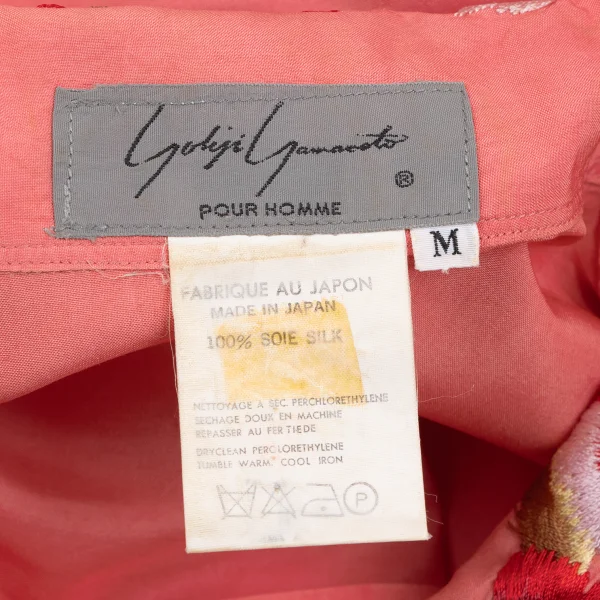 Yohji Yamamoto
®
POUR HOMME
M
FABRIQUE AU JAPON
MADE IN JAPAN
100% SOIE SILK
NETTOYAGE A SEC. PERCHLORETHYLENE
SECHAGE DOUX EN MACHINE
REPASSER AU FER TIEDE
DRYCLEAN PERCLORETHYLENE
TUMBLE WARM. COOL IRON
P